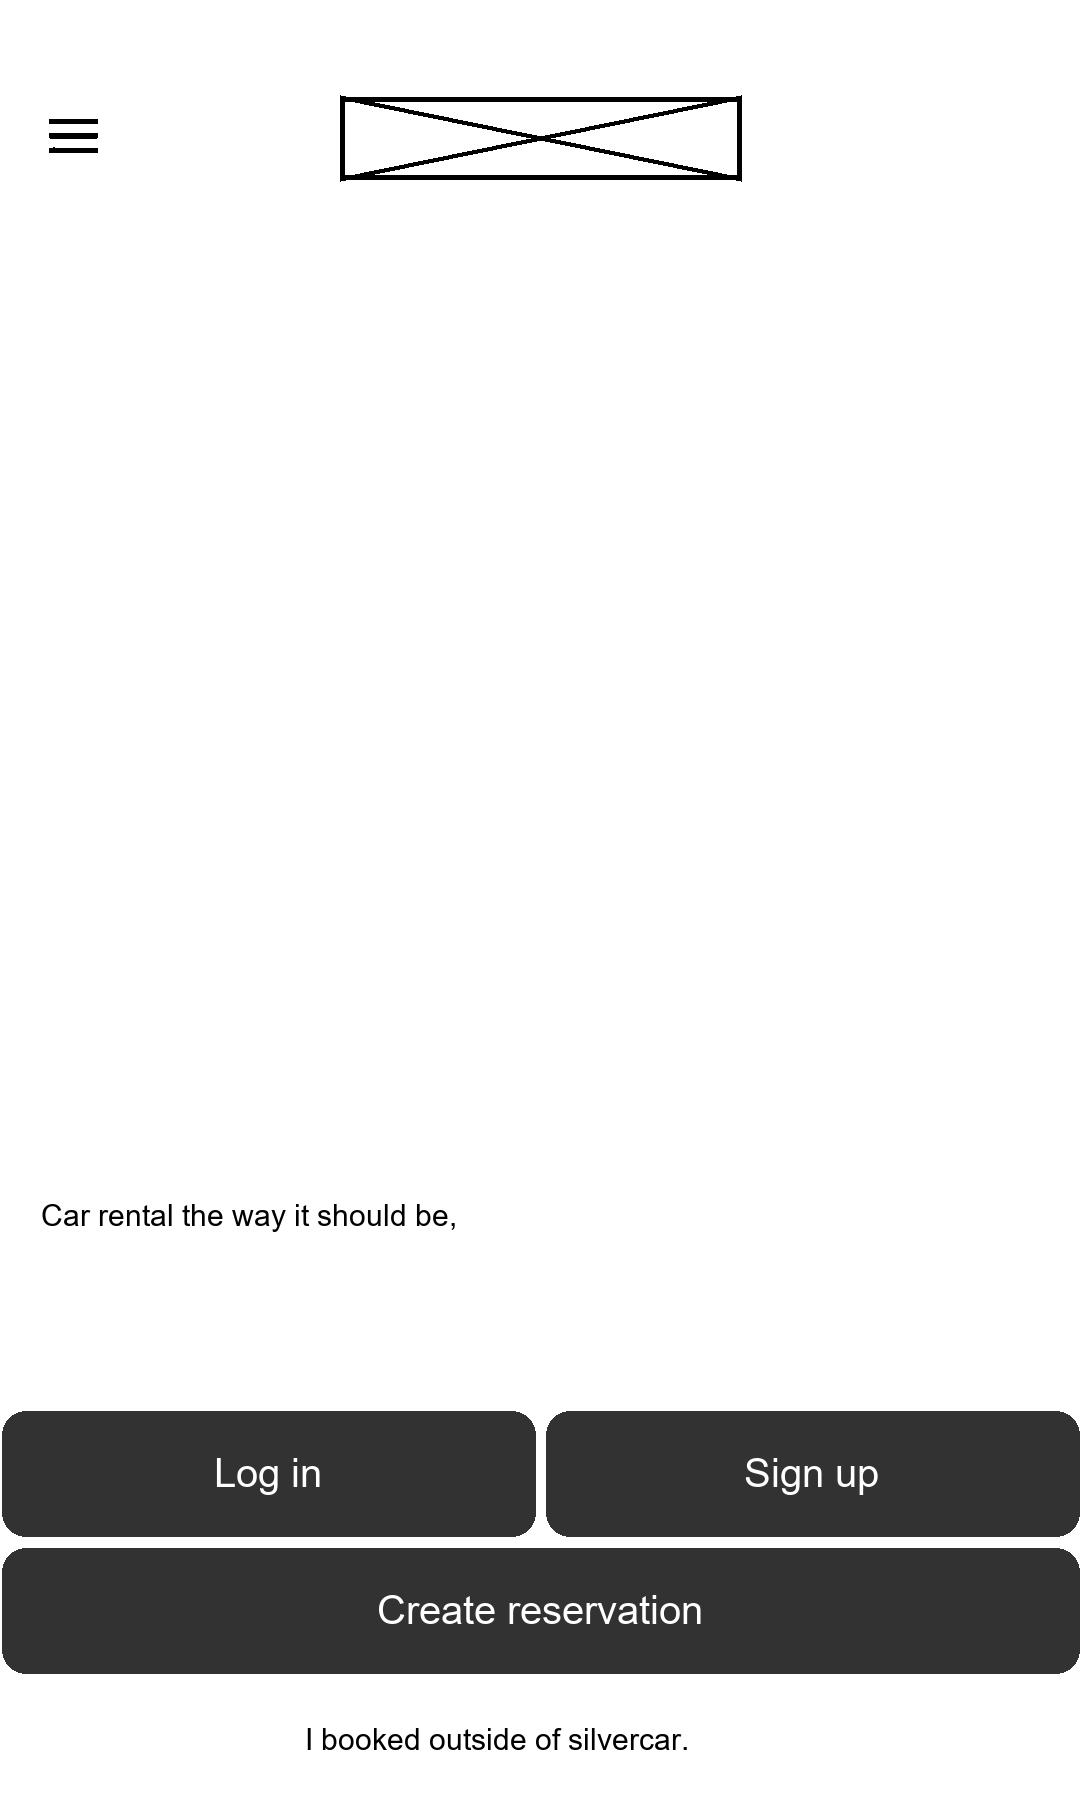 Car rental the way it should be,
Log in
Sign up
Create reservation
I booked outside of silvercar.